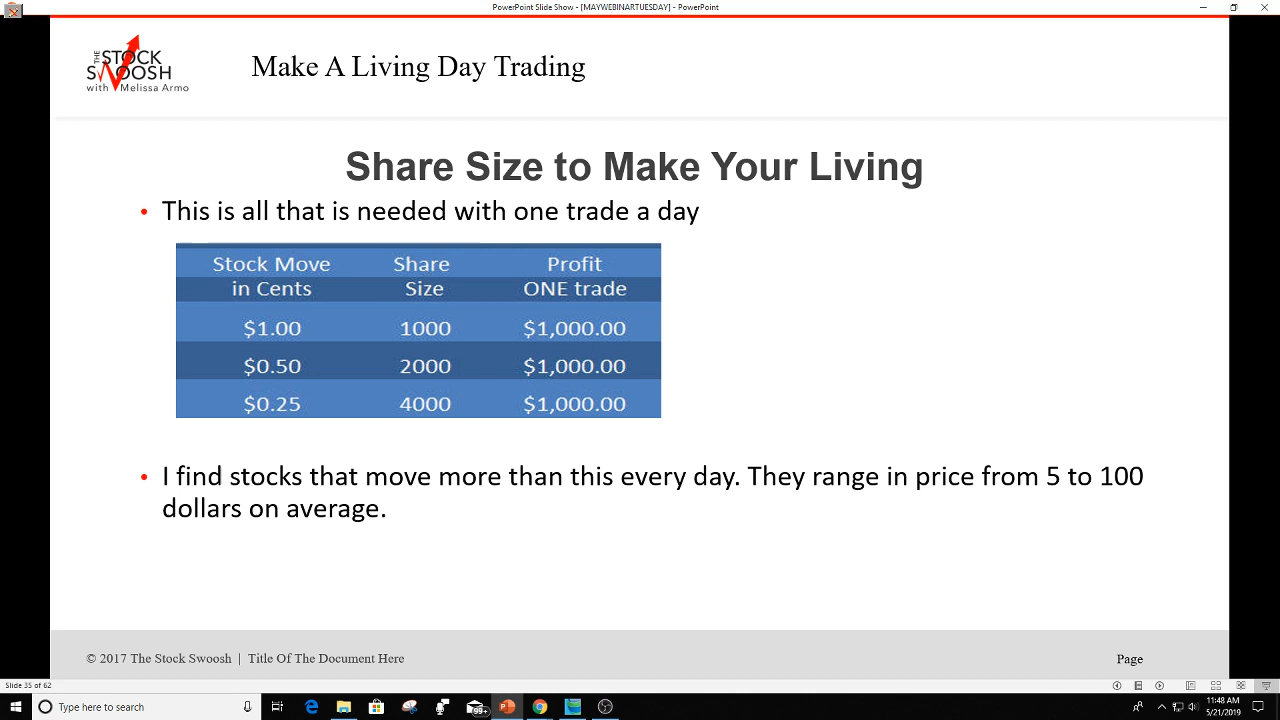 PowerPoint Slide Show - [MAYWEBINARTUESDAY] - PowerPoint
THE STOCK SWOOSH
with Melissa Armo
Make A Living Day Trading
Share Size to Make Your Living
• This is all that is needed with one trade a day
Stock Move Share Profit
in Cents Size ONE trade
$1.00 1000 $1,000.00
$0.50 2000 $1,000.00
$0.25 4000 $1,000.00
• I find stocks that move more than this every day. They range in price from 5 to 100
dollars on average.
© 2017 The Stock Swoosh | Title Of The Document Here
Page
Slide 35 of 62
Type here to search
99+
11:48 AM
5/21/2019